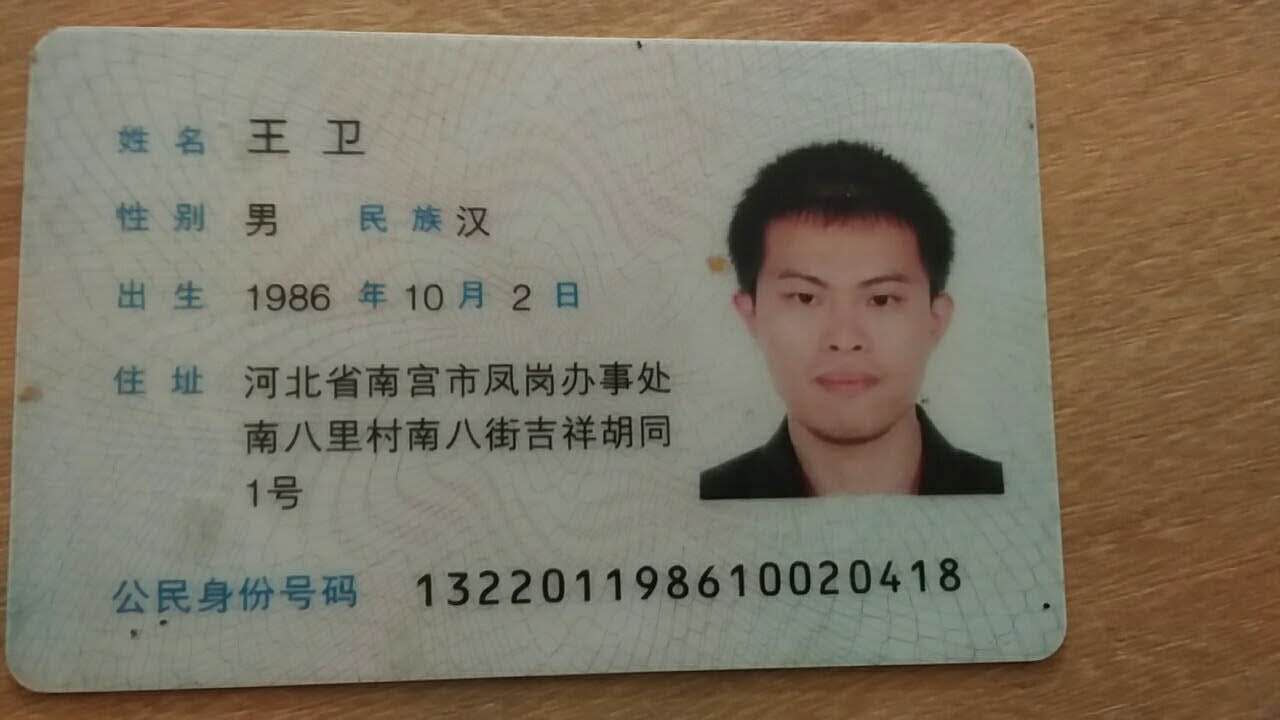 姓名 王卫
性别 男 民族 汉
出生 1986 年 10 月 2 日
住址 河北省南宫市凤岗办事处
南八里村南八街吉祥胡同
1号
公民身份号码 132201198610020418